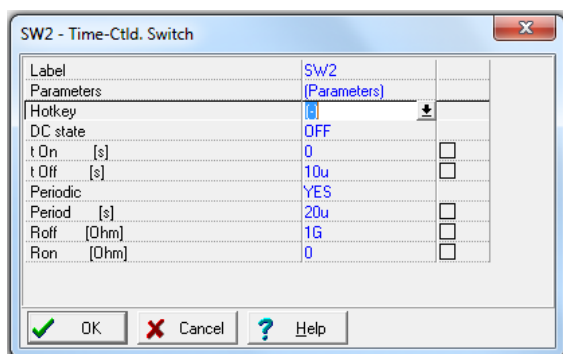 SW2 - Time-Ctld. Switch
Label SW2
Parameters (Parameters)
Hotkey [-]
DC state OFF
t On [s] 0
t Off [s] 10u
Periodic YES
Period [s] 20u
Roff [Ohm] 1G
Ron [Ohm] 0
OK Cancel Help